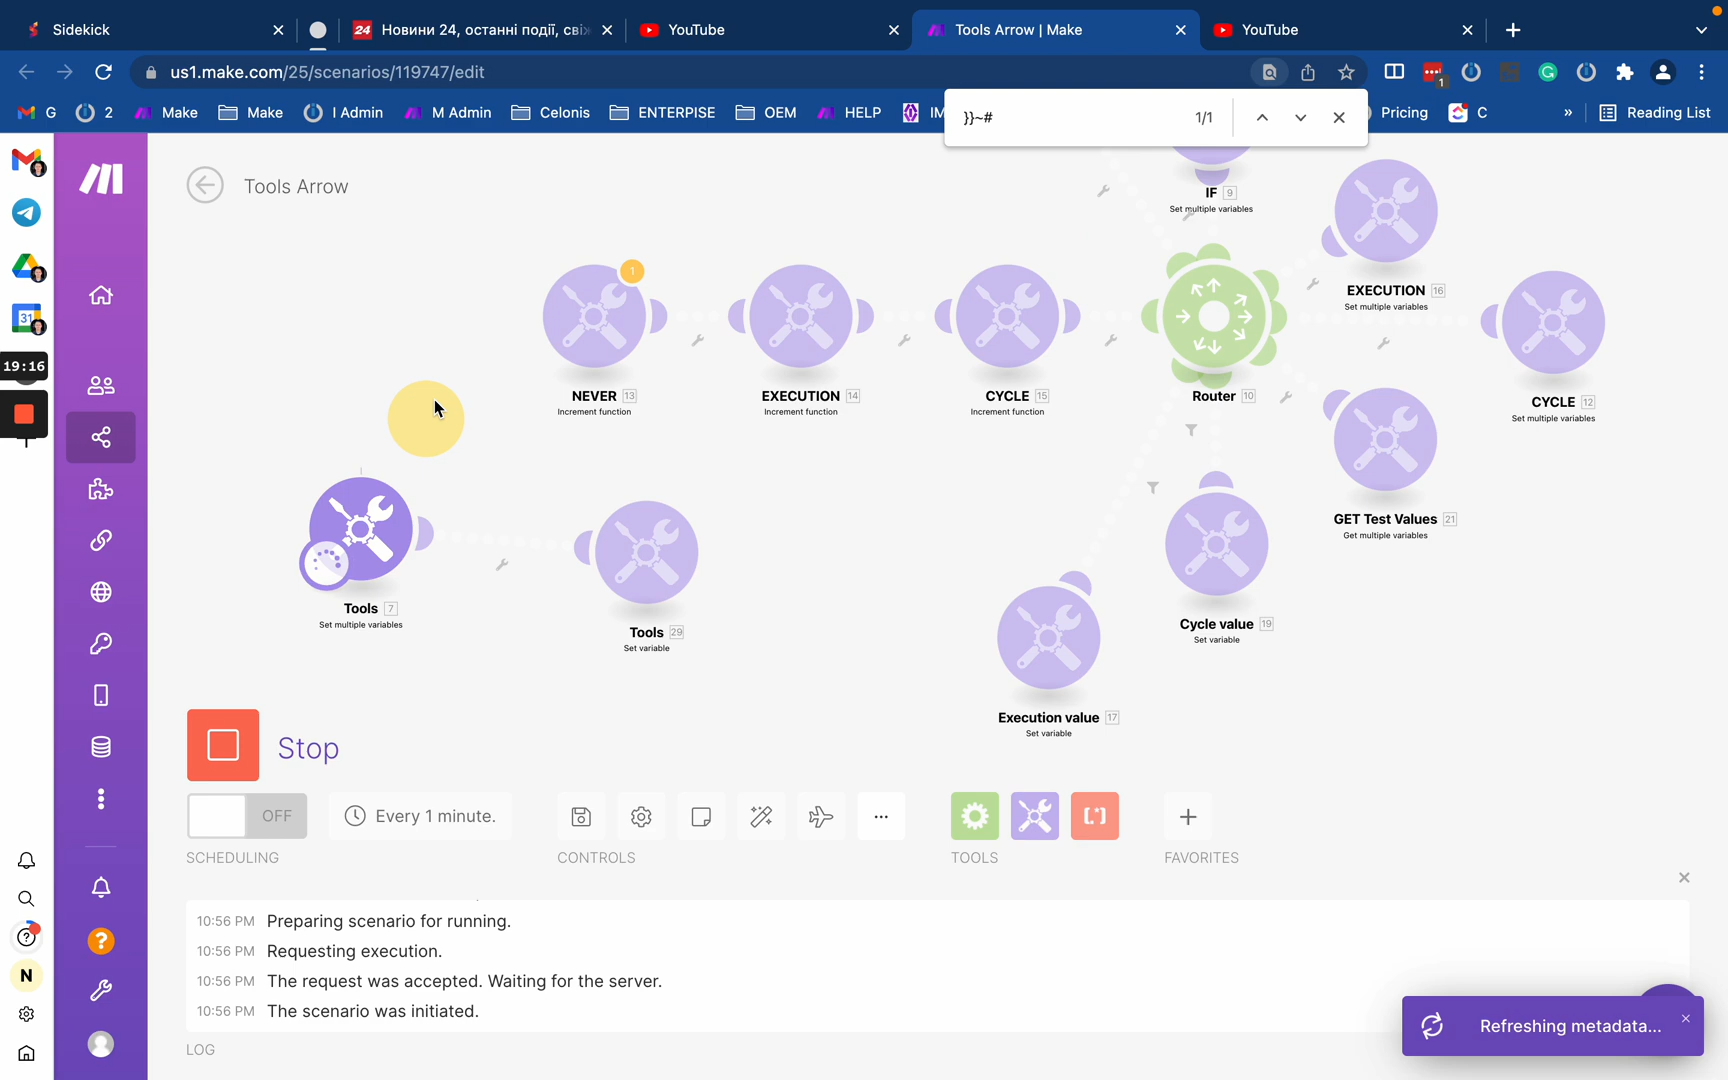 Sidekick
24 Новини 24, останні події, сві
YouTube
Tools Arrow | Make
YouTube
us1.make.com/25/scenarios/119747/edit
1
G
2
Make
Make
I Admin
M Admin
Celonis
ENTERPISE
OEM
HELP
IM
Pricing
C
»
Reading List
}}~#
1/1
Tools Arrow
IF 9
Set multiple variables
EXECUTION 16
Set multiple variables
1
NEVER 13
Increment function
EXECUTION 14
Increment function
CYCLE 15
Increment function
Router 10
CYCLE 12
Set multiple variables
GET Test Values 21
Get multiple variables
Tools 7
Set multiple variables
Tools 29
Set variable
Cycle value 19
Set variable
Execution value 17
Set variable
31
19:16
N
Stop
OFF
Every 1 minute.
SCHEDULING
CONTROLS
TOOLS
FAVORITES
10:56 PM Preparing scenario for running.
10:56 PM Requesting execution.
10:56 PM The request was accepted. Waiting for the server.
10:56 PM The scenario was initiated.
LOG
Refreshing metadata...